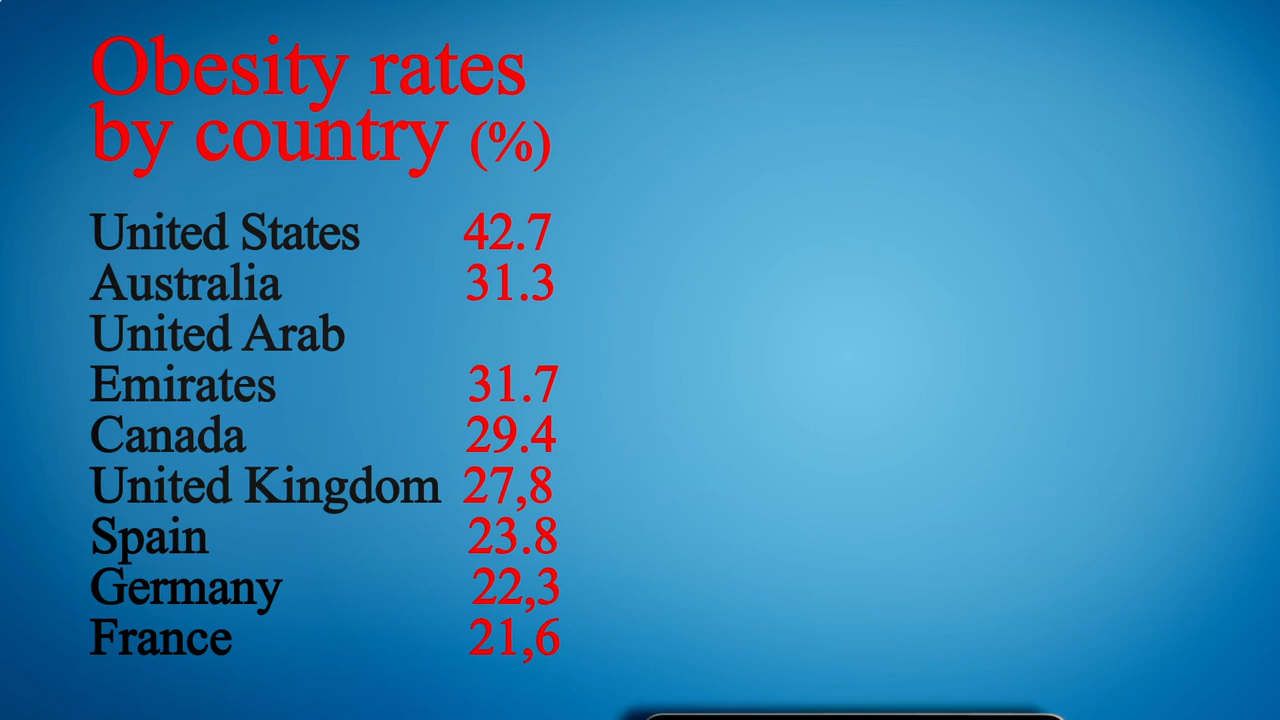 Obesity rates
by country (%)
United States 42.7
Australia 31.3
United Arab
Emirates 31.7
Canada 29.4
United Kingdom 27,8
Spain 23.8
Germany 22,3
France 21,6